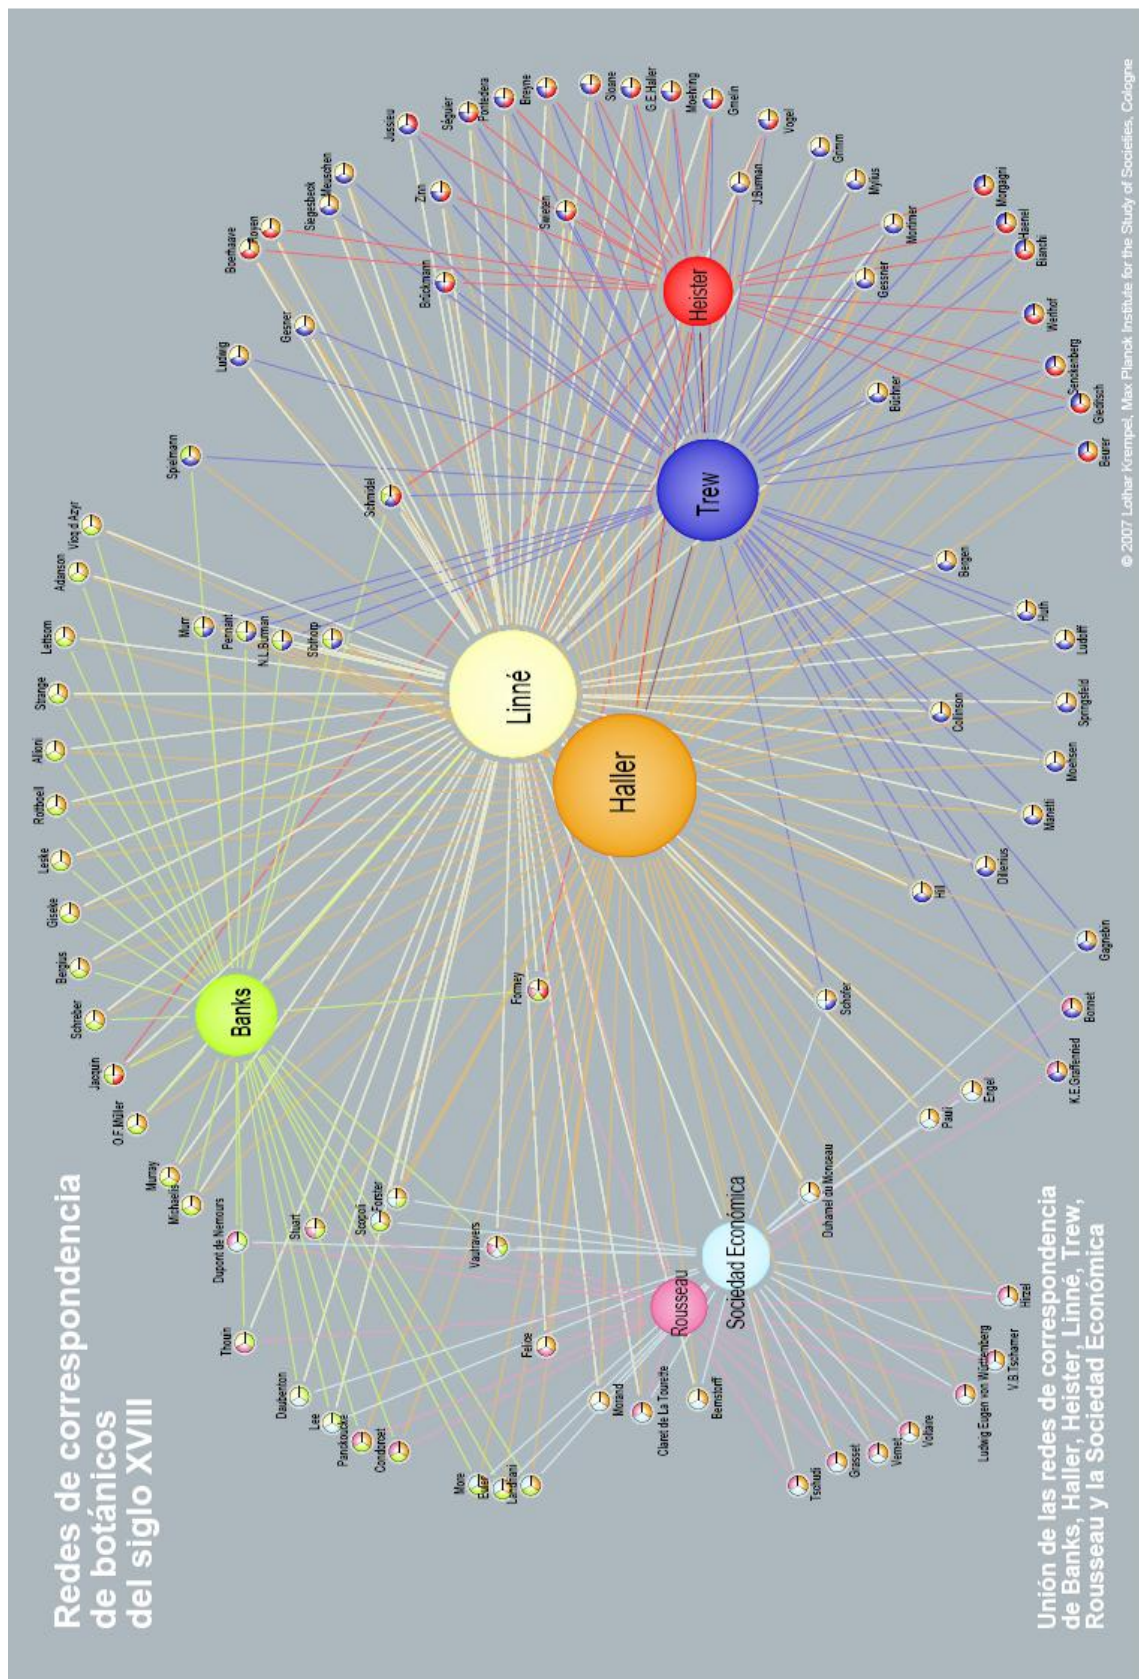 Redes de correspondencia
de botánicos
del siglo XVIII
Unión de las redes de correspondencia
de Banks, Haller, Heister, Linné, Trew,
Rousseau y la Sociedad Económica
© 2007 Lothar Krempel, Max Planck Institute for the Study of Societies, Cologne
Linné
Haller
Trew
Heister
Banks
Rousseau
Sociedad Económica
Lettsom
Strange
Allioni
Rottboell
Leske
Giseke
Bergius
Schreber
Jacquin
O.F.Müller
Murray
Michaelis
Dupont de Nemours
Thouin
Stuart
Scopoli
Forster
Daubenton
Lee
Panckoucke
Condorcet
More
Euler
Landriani
Vautravers
Felice
Formey
Morand
Claret de La Tourette
Bernstorff
Tschudi
Grasset
Vernet
Voltaire
Ludwig Eugen von Württemberg
V.B.Tscharner
Hirzel
Duhamel du Monceau
Pauli
Engel
K.E.Graffenried
Bonnet
Gagnebin
Schofer
Hill
Dillenius
Manetti
Moehsen
Springsfeld
Collinson
Ludolff
Huth
Bergen
Beurer
Gleditsch
Senckenberg
Werlhof
Büchner
Bianchi
Haenel
Morgagni
Gessner
Mortimer
Mylius
Grimm
Vogel
J.Burman
Gmelin
Moehring
G.E.Haller
Sloane
Breyne
Pontedera
Séguier
Jussieu
Sweten
Zinn
Brückmann
Meuschen
Siegesbeck
Royen
Boerhaave
Gesner
Ludwig
Spielmann
Schmidel
Vicq d Azyr
Adanson
Murr
Pennant
N.L.Burman
Sibthorp